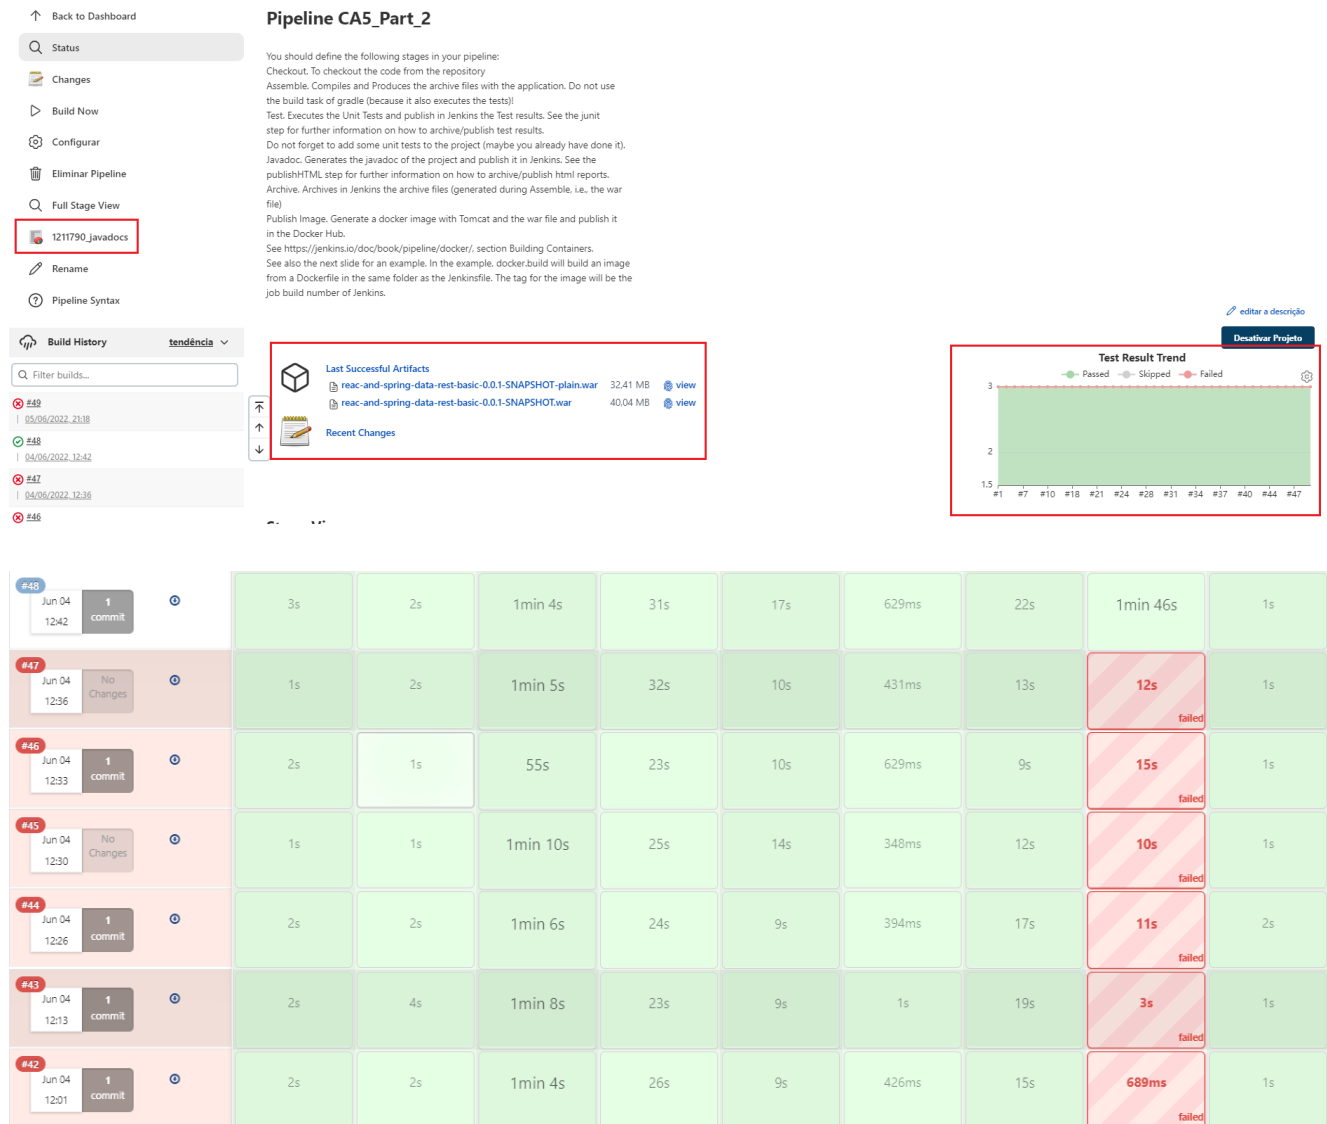 Back to Dashboard
Status
Changes
Build Now
Configurar
Eliminar Pipeline
Full Stage View
1211790_javadocs
Rename
Pipeline Syntax
Build History tendência
Filter builds...
#49
05/06/2022, 21:18
#48
04/06/2022, 12:42
#47
04/06/2022, 12:36
#46
Pipeline CA5_Part_2
You should define the following stages in your pipeline:
Checkout. To checkout the code from the repository
Assemble. Compiles and Produces the archive files with the application. Do not use
the build task of gradle (because it also executes the tests)!
Test. Executes the Unit Tests and publish in Jenkins the Test results. See the junit
step for further information on how to archive/publish test results.
Do not forget to add some unit tests to the project (maybe you already have done it).
Javadoc. Generates the javadoc of the project and publish it in Jenkins. See the
publishHTML step for further information on how to archive/publish html reports.
Archive. Archives in Jenkins the archive files (generated during Assemble, i.e., the war
file)
Publish Image. Generate a docker image with Tomcat and the war file and publish it
in the Docker Hub.
See https://jenkins.io/doc/book/pipeline/docker/, section Building Containers.
See also the next slide for an example. In the example, docker.build will build an image
from a Dockerfile in the same folder as the Jenkinsfile. The tag for the image will be the
job build number of Jenkins.
editar a descrição
Desativar Projeto
Last Successful Artifacts
reac-and-spring-data-rest-basic-0.0.1-SNAPSHOT-plain.war 32,41 MB view
reac-and-spring-data-rest-basic-0.0.1-SNAPSHOT.war 40,04 MB view
Recent Changes
Test Result Trend
Passed Skipped Failed
3
2
1.5
#1 #7 #10 #18 #21 #24 #28 #31 #34 #37 #40 #44 #47
#48
Jun 04 12:42 1 commit 3s 2s 1min 4s 31s 17s 629ms 22s 1min 46s 1s
#47
Jun 04 12:36 No Changes 1s 2s 1min 5s 32s 10s 431ms 13s 12s failed 1s
#46
Jun 04 12:33 1 commit 2s 1s 55s 23s 10s 629ms 9s 15s failed 1s
#45
Jun 04 12:30 No Changes 1s 1s 1min 10s 25s 14s 348ms 12s 10s failed 1s
#44
Jun 04 12:26 1 commit 2s 2s 1min 6s 24s 9s 394ms 17s 11s failed 2s
#43
Jun 04 12:13 1 commit 2s 4s 1min 8s 23s 9s 1s 19s 3s failed 1s
#42
Jun 04 12:01 1 commit 2s 2s 1min 4s 26s 9s 426ms 15s 689ms failed 1s